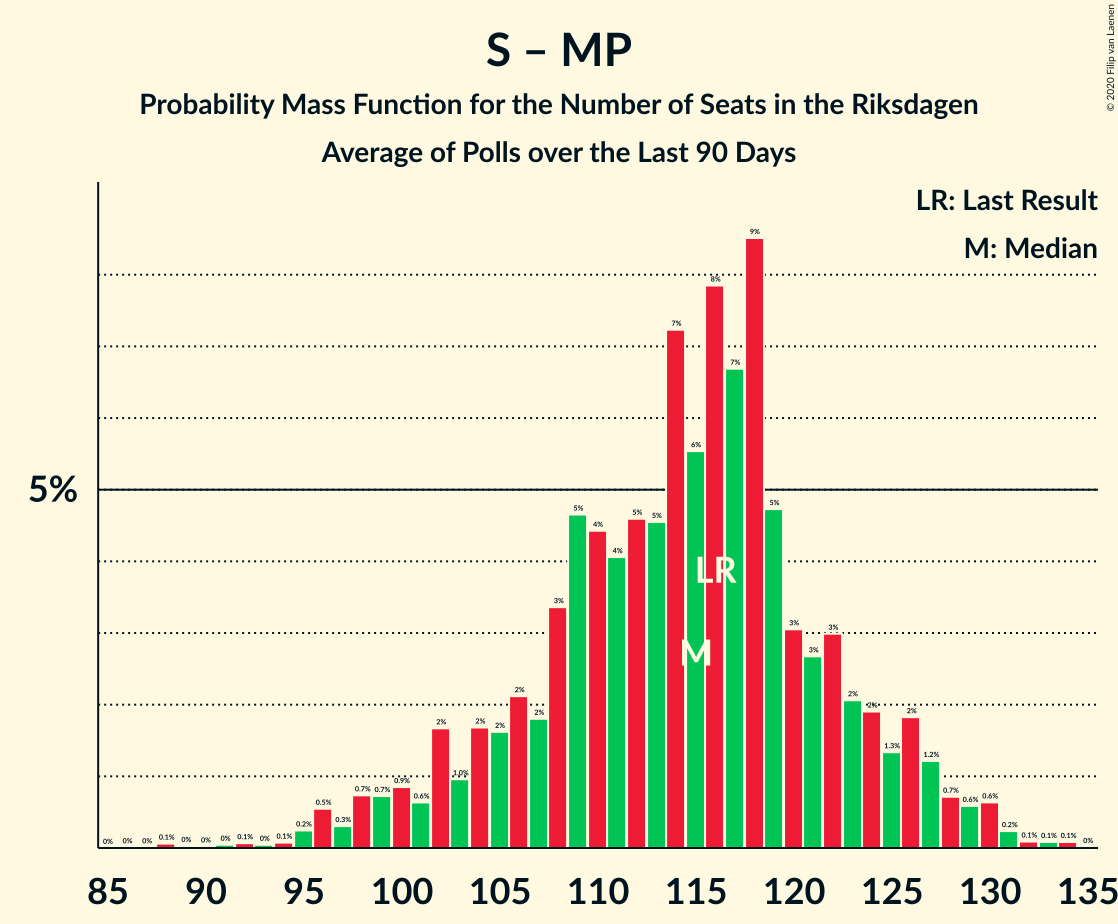 S – MP
Probability Mass Function for the Number of Seats in the Riksdagen
Average of Polls over the Last 90 Days
© 2020 Filip van Laenen
LR: Last Result
M: Median
5%
0% 0% 0% 0.1% 0% 0% 0% 0.1% 0% 0.1% 0.2% 0.5% 0.3% 0.7% 0.7% 0.9% 0.6% 2% 1.0% 2% 2% 2% 2% 3% 5% 4% 4% 5% 5% 7% 6% 8% 7% 9% 5% 3% 3% 3% 2% 2% 1.3% 2% 1.2% 0.7% 0.6% 0.6% 0.2% 0.1% 0.1% 0.1% 0%
LR
M
85 90 95 100 105 110 115 120 125 130 135